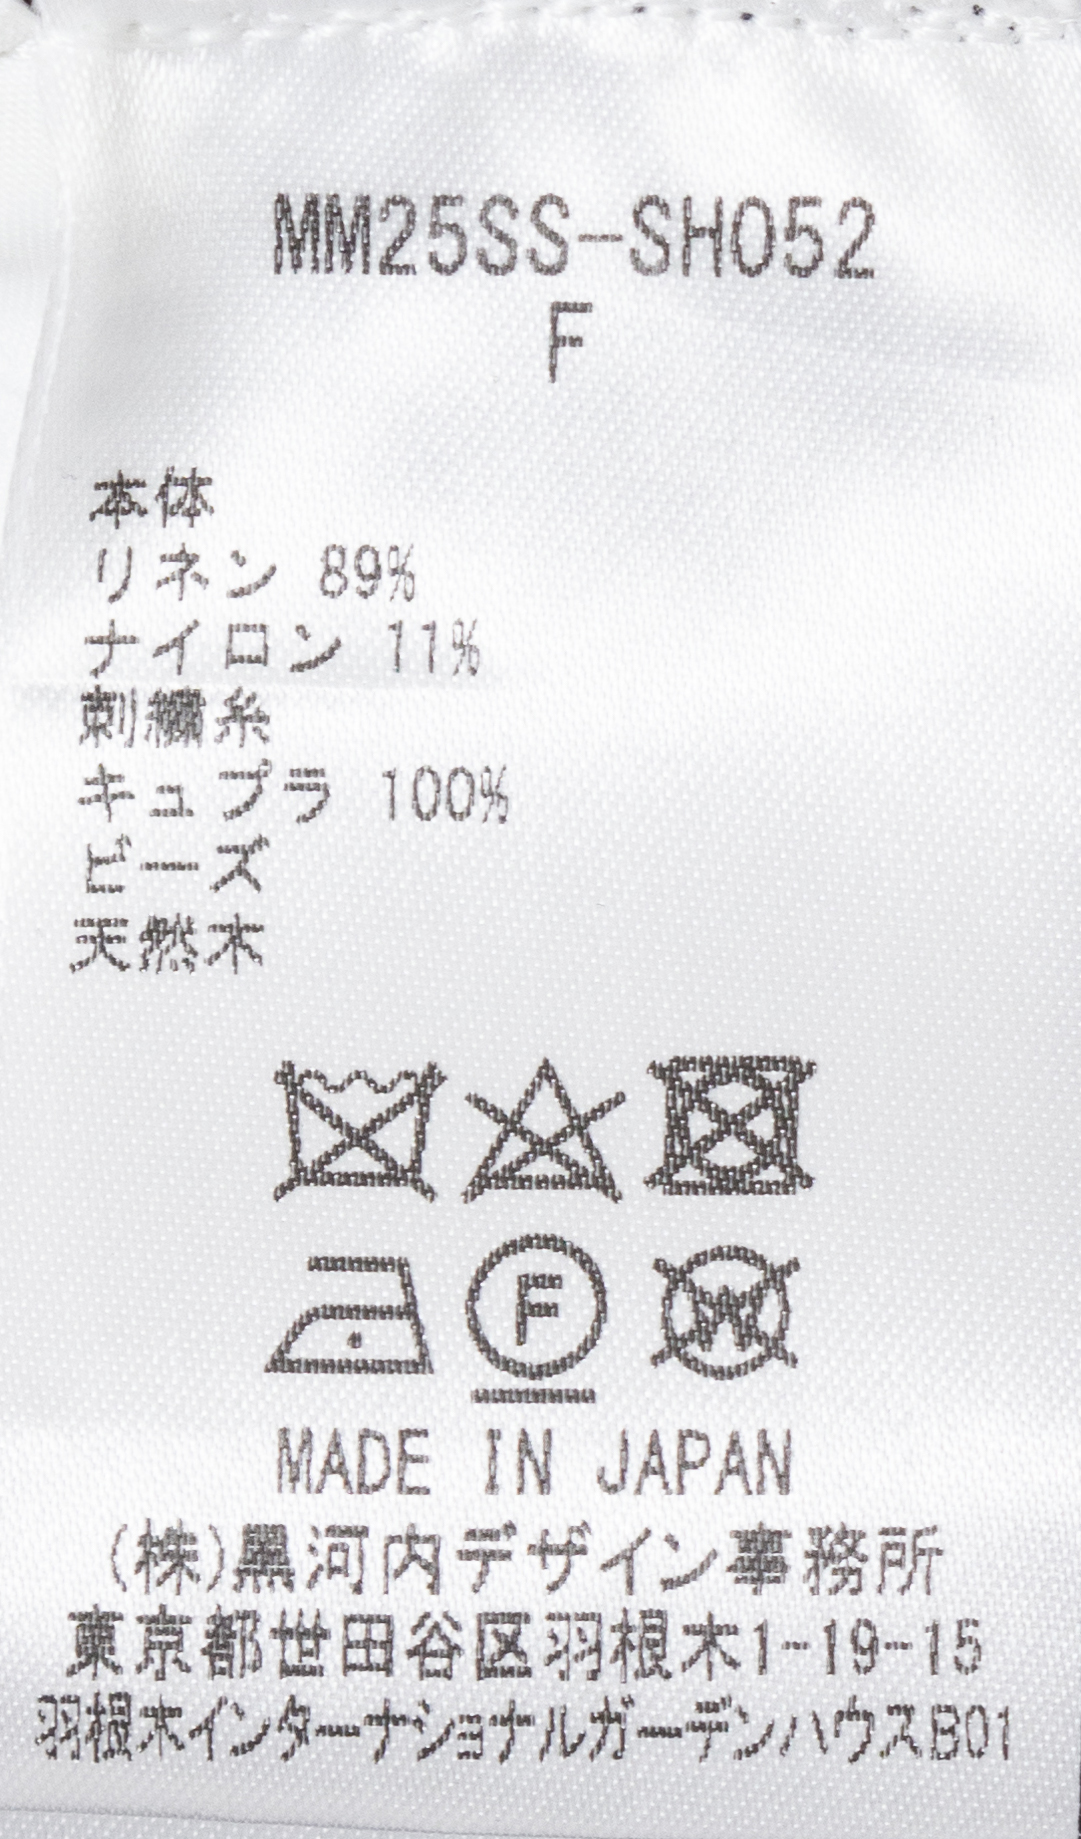 MM25SS-SH052
F
本体
リネン 89%
ナイロン 11%
刺繍糸
キュプラ 100%
ビーズ
天然木
F
W
MADE IN JAPAN
(株)黒河内デザイン事務所
東京都世田谷区羽根木1-19-15
羽根木インターナショナルガーデンハウスB01